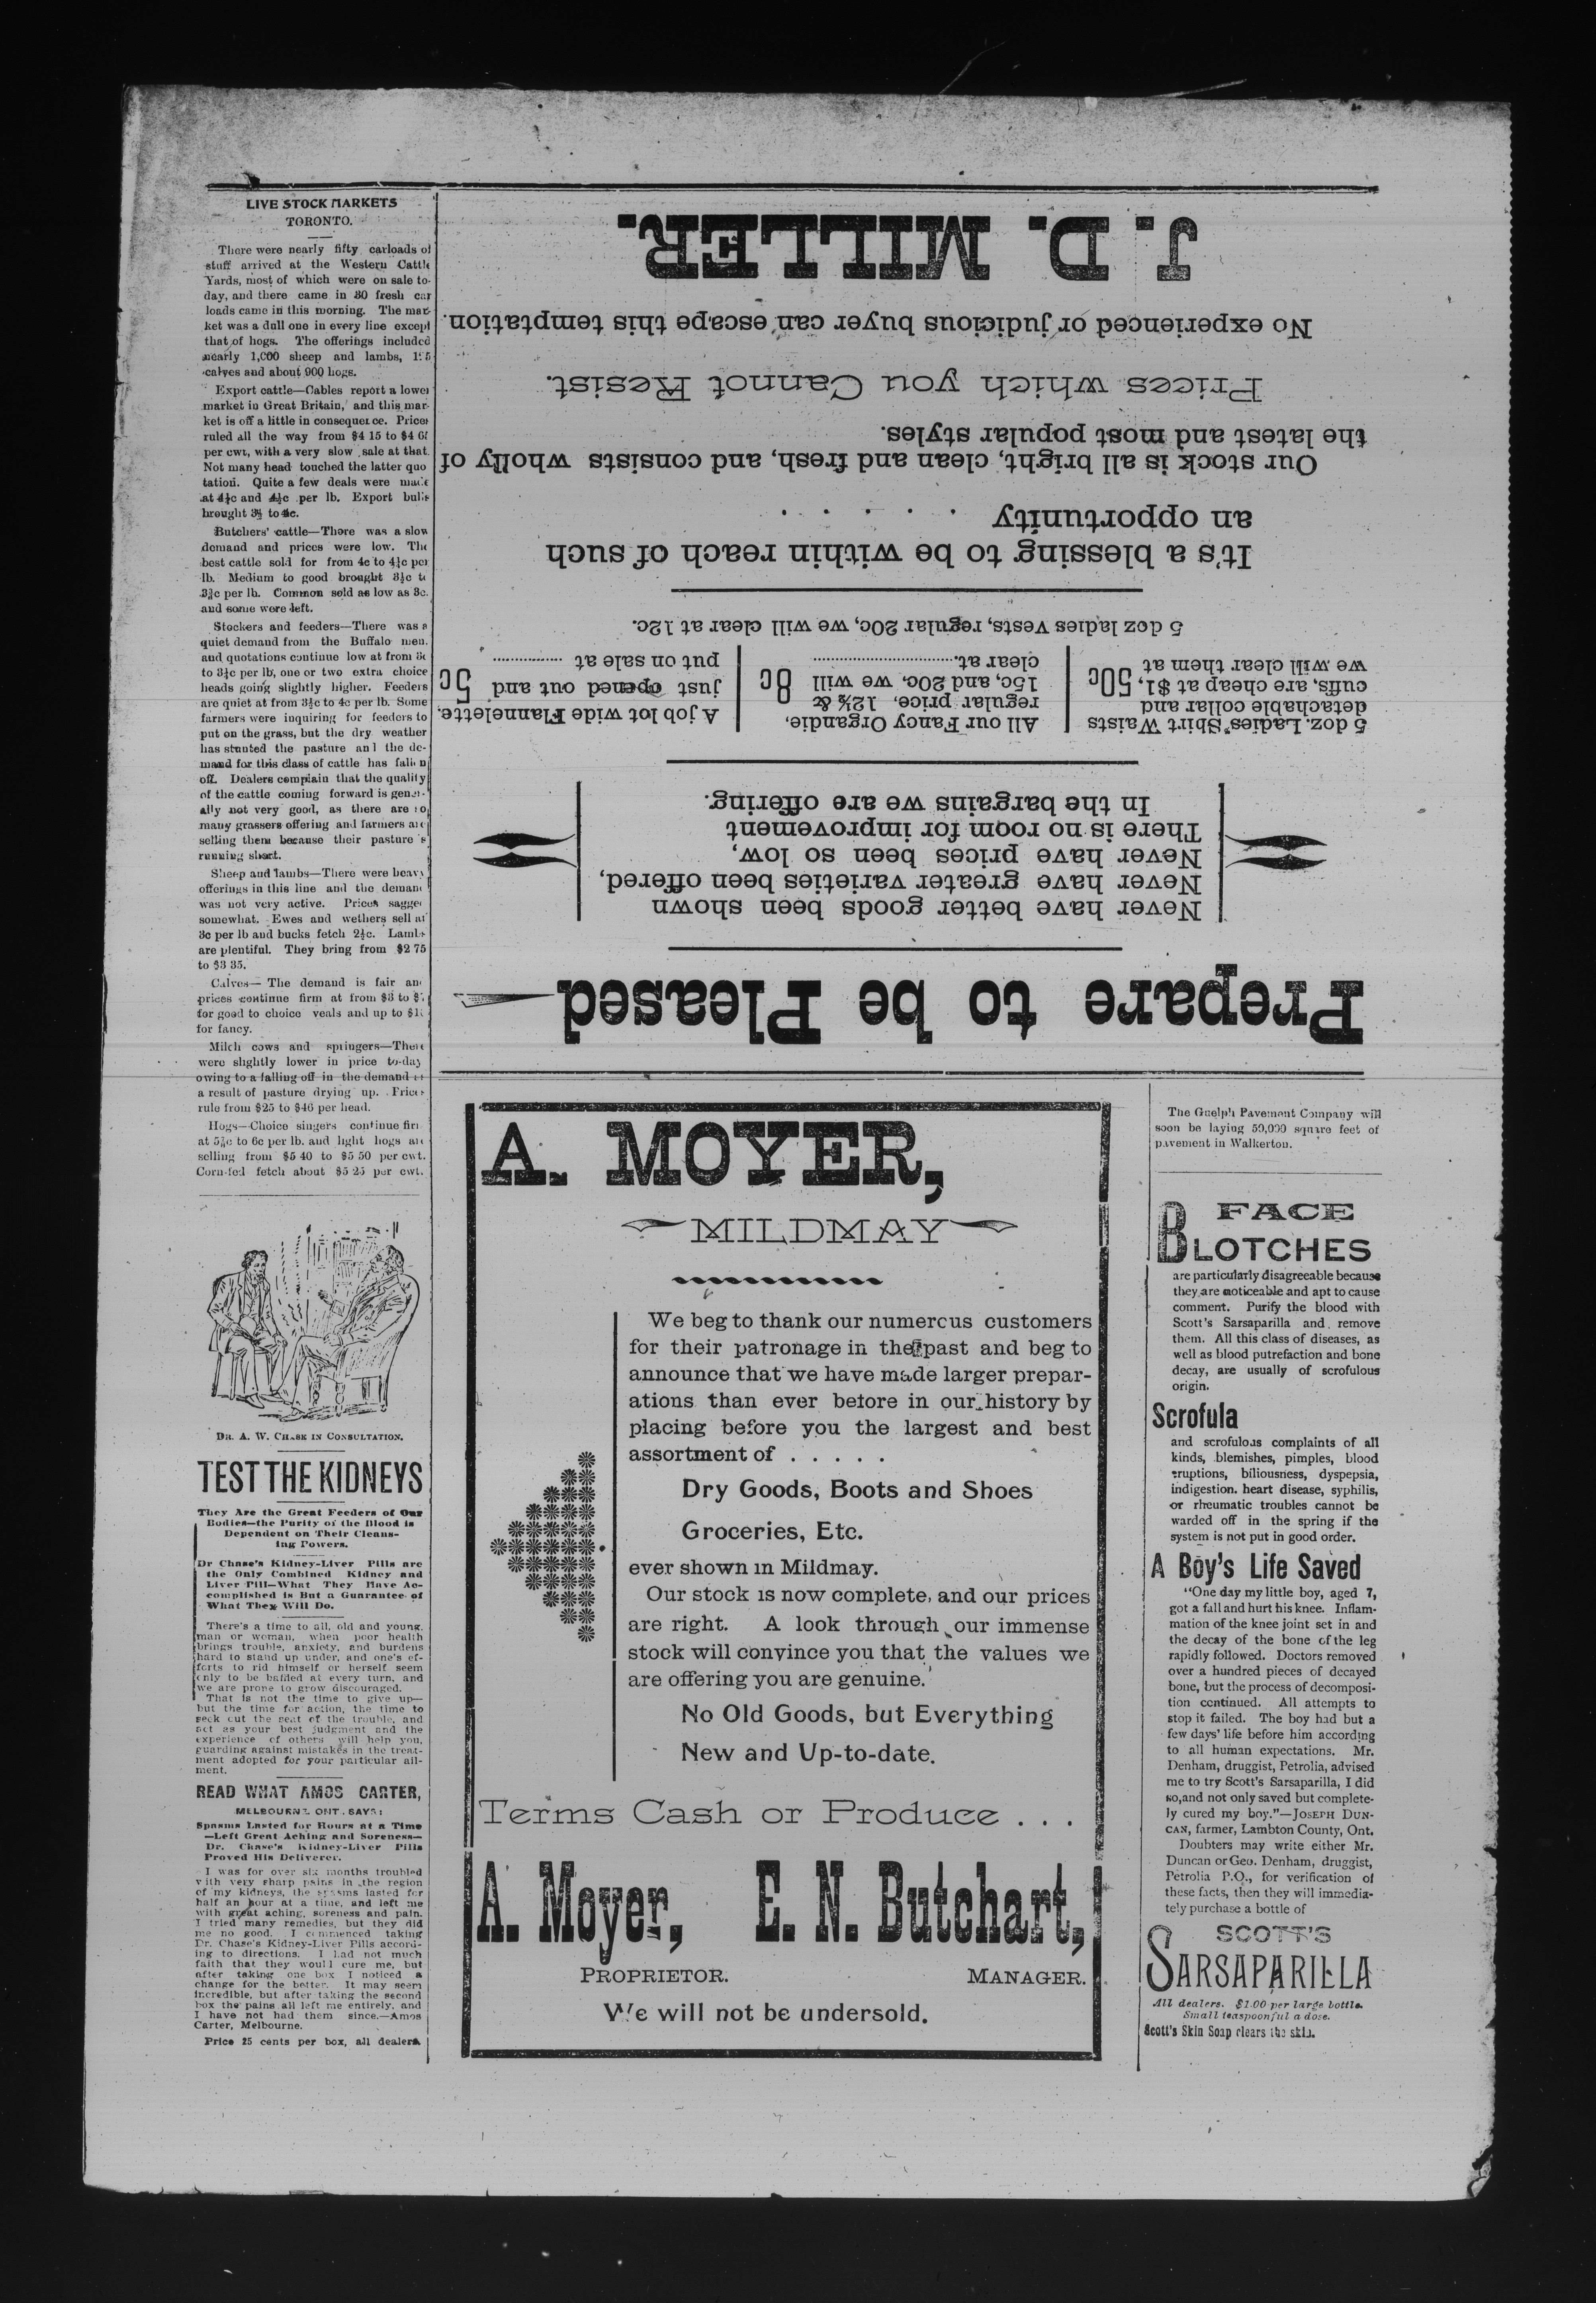 LIVE STOCK MARKETS
TORONTO.
There were nearly fifty carloads of
stuff arrived at the Western Cattle
Yards, most of which were on sale to-
day, and there came in 30 fresh car
loads came in this morning. The mar-
ket was a dull one in every line except
that of hogs. The offerings included
nearly 1,000 sheep and lambs,
calves and about 900 hogs.
Export cattle—Cables report a lower
market in Great Britain, and this mar-
ket is off a little in consequence. Prices
ruled all the way from $4 15 to
per cwt, with a very slow sale at that.
Not many head touched the latter quo
tation. Quite a few deals were made
at 4¼c and 4½c per lb. Export bulls
brought 3½ to 4c.
Butchers' cattle—There was a slow
demand and prices were low. The
best cattle sold for from 4c to 4¼c per
lb. Medium to good brought 3½c to
3¾c per lb. Common sold as low as 3c.
and some were left.
Stockers and feeders—There was a
quiet demand from the Buffalo men.
and quotations continue low at from 3c
to 3½c per lb, one or two extra choice
heads going slightly higher. Feeders
are quiet at from 3½c to 4c per lb. Some
farmers were inquiring for feeders to
put on the grass, but the dry weather
has stunted the pasture and the de-
mand for this class of cattle has fallen
off. Dealers complain that the quality
of the cattle coming forward is gener-
ally not very good, as there are so
many grassers offering and farmers are
selling them because their pasture is
running short.
Sheep and lambs—There were heavy
offerings in this line and the demand
was not very active. Prices sagged
somewhat. Ewes and wethers sell at
3c per lb and bucks fetch 2½c. Lambs
are plentiful. They bring from $2 75
to $3 35.
Calves— The demand is fair and
prices continue firm at from $3 to
for good to choice veals and up to
for fancy.
Milch cows and springers—There
were slightly lower in price to-day
owing to a falling off in the demand as
a result of pasture drying up. Prices
rule from $25 to $46 per head.
Hogs—Choice singers continue firm
at 5⅞c to 6c per lb. and light hogs are
selling from $5 40 to $5 50 per cwt.
Corn-fed fetch about $5 25 per cwt.
DR. A. W. CHASE IN CONSULTATION.
TEST THE KIDNEYS
They Are the Great Feeders of Our
Bodies—the Purity of the Blood is
Dependent on Their Cleans-
ing Powers.
Dr Chase's Kidney-Liver Pills are
the Only Combined Kidney and
Liver Pill—What They Have Ac-
complished is But a Guarantee of
What They Will Do.
There's a time to all, old and young,
man or woman, when poor health
brings trouble, anxiety, and burdens
hard to stand up under, and one's ef-
forts to rid himself or herself seem
only to be baffled at every turn, and
we are prone to grow discouraged.
That is not the time to give up—
but the time for action, the time to
seek out the seat of the trouble, and
act as your best judgment and the
experience of others will help you,
guarding against mistakes in the treat-
ment adopted for your particular ail-
ment.
READ WHAT AMOS CARTER,
MELBOURNE ONT. SAYS:
Spasms Lasted for Hours at a Time
—Left Great Aching and Soreness—
Dr. Chase's Kidney-Liver Pills
Proved His Deliverer.
I was for over six months troubled
with very sharp pains in the region
of my kidneys, the spasms lasted for
half an hour at a time, and left me
with great aching, soreness and pain.
I tried many remedies, but they did
me no good. I commenced taking
Dr. Chase's Kidney-Liver Pills accord-
ing to directions. I had not much
faith that they would cure me, but
after taking one box I noticed a
change for the better. It may seem
incredible, but after taking the second
box the pains all left me entirely, and
I have not had them since.—Amos
Carter, Melbourne.
Price 25 cents per box, all dealers.
Prepare to be Pleased
Never have better goods been shown
Never have greater varieties been offered,
Never have prices been so low,
There is no room for improvement
In the bargains we are offering.
5 doz. Ladies' Shirt Waists
detachable collar and
cuffs, are cheap at $1,
we will clear them at
50c
All our Fancy Organdie,
regular price, 12½ &
15c, and 20c, we will
clear at
8c
A job lot wide Flannelette,
just opened out and
put on sale at
5c
5 doz ladies vests, regular 20c, we will clear at 12c.
It's a blessing to be within reach of such
an opportunity . . . . .
Our stock is all bright, clean and fresh, and consists wholly of
the latest and most popular styles.
Prices which you Cannot Resist.
No experienced or judicious buyer can escape this temptation.
J. D. MILLER.
A. MOYER,
MILDMAY
We beg to thank our numercus customers
for their patronage in the past and beg to
announce that we have made larger prepar-
ations than ever before in our history by
placing before you the largest and best
assortment of . . . . .
Dry Goods, Boots and Shoes
Groceries, Etc.
ever shown in Mildmay.
Our stock is now complete, and our prices
are right. A look through our immense
stock will convince you that the values we
are offering you are genuine.
No Old Goods, but Everything
New and Up-to-date.
Terms Cash or Produce . . .
A. Moyer, E. N. Butchart,
PROPRIETOR. MANAGER.
We will not be undersold.
The Guelph Pavement Company will
soon be laying 50,000 square feet of
pavement in Walkerton.
FACE
BLOTCHES
are particularly disagreeable because
they are noticeable and apt to cause
comment. Purify the blood with
Scott's Sarsaparilla and remove
them. All this class of diseases, as
well as blood putrefaction and bone
decay, are usually of scrofulous
origin.
Scrofula
and scrofulous complaints of all
kinds, blemishes, pimples, blood
eruptions, biliousness, dyspepsia,
indigestion. heart disease, syphilis,
or rheumatic troubles cannot be
warded off in the spring if the
system is not put in good order.
A Boy's Life Saved
"One day my little boy, aged 7,
got a fall and hurt his knee. Inflam-
mation of the knee joint set in and
the decay of the bone of the leg
rapidly followed. Doctors removed
over a hundred pieces of decayed
bone, but the process of decomposi-
tion continued. All attempts to
stop it failed. The boy had but a
few days' life before him according
to all human expectations. Mr.
Denham, druggist, Petrolia, advised
me to try Scott's Sarsaparilla, I did
so, and not only saved but complete-
ly cured my boy."—JOSEPH DUN-
CAN, farmer, Lambton County, Ont.
Doubters may write either Mr.
Duncan or Geo. Denham, druggist,
Petrolia P.O., for verification of
these facts, then they will immedia-
tely purchase a bottle of
SCOTT'S
SARSAPARILLA
All dealers. $1.00 per large bottle.
Small teaspoonful a dose.
Scott's Skin Soap clears the skin.